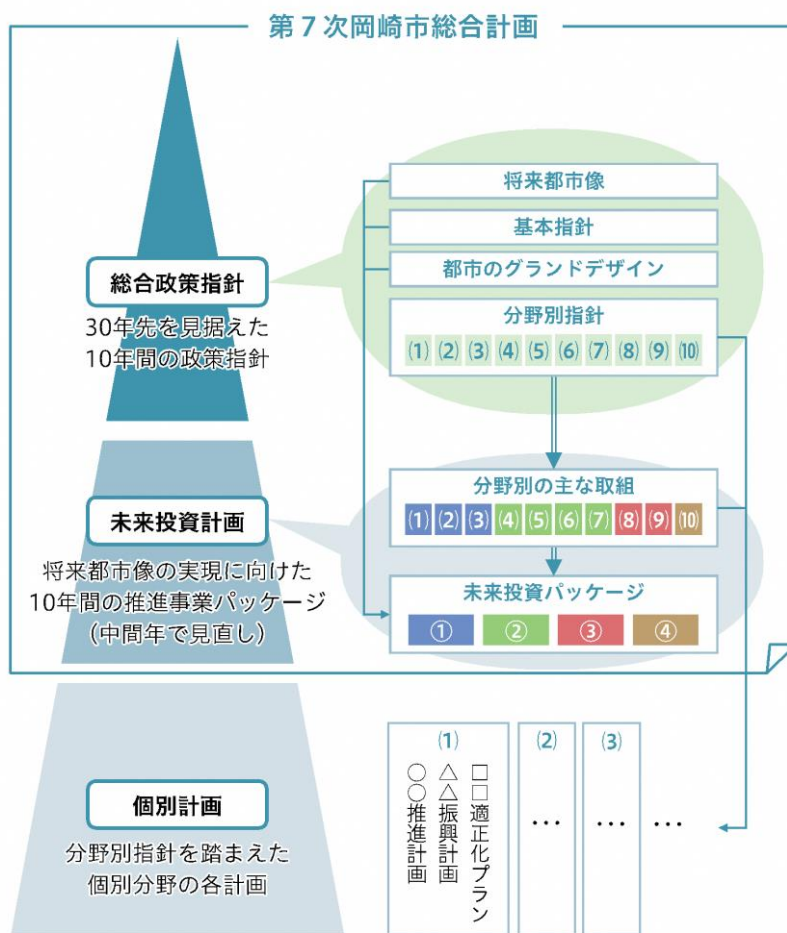 第7次岡崎市総合計画
総合政策指針
30年先を見据えた
10年間の政策指針
将来都市像
基本指針
都市のグランドデザイン
分野別指針
(1) (2) (3) (4) (5) (6) (7) (8) (9) (10)
未来投資計画
将来都市像の実現に向けた
10年間の推進事業パッケージ
(中間年で見直し)
分野別の主な取組
(1) (2) (3) (4) (5) (6) (7) (8) (9) (10)
未来投資パッケージ
① ② ③ ④
個別計画
分野別指針を踏まえた
個別分野の各計画
(1)
□□適正化プラン
△△振興計画
○○推進計画
(2)
…
(3)
…
…